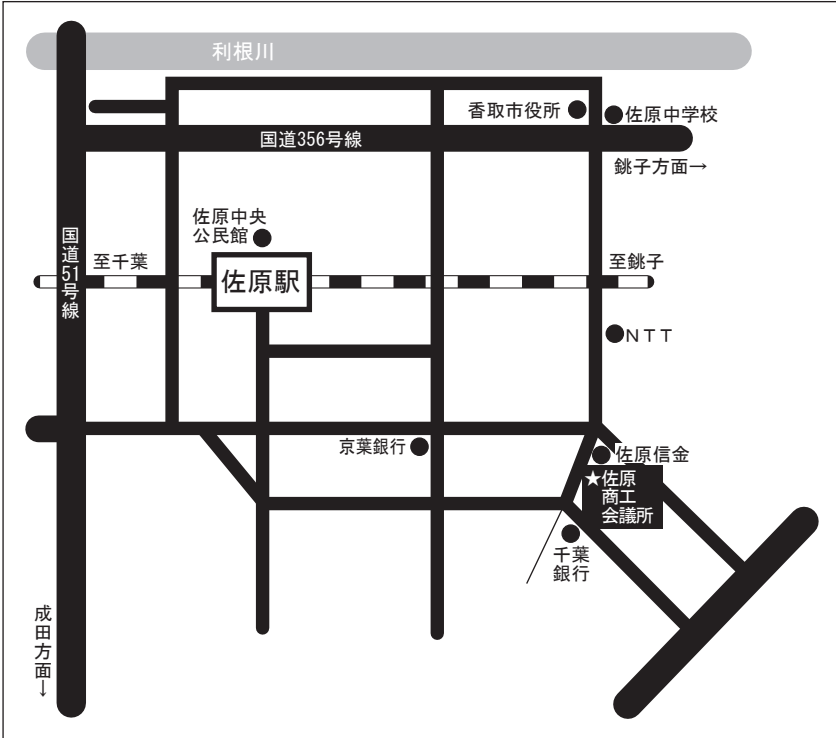 利根川
香取市役所
佐原中学校
国道356号線
銚子方面→
佐原中央
公民館
国道51号線
至千葉
佐原駅
至銚子
NTT
京葉銀行
佐原信金
★佐原
商工
会議所
千葉
銀行
成田方面→